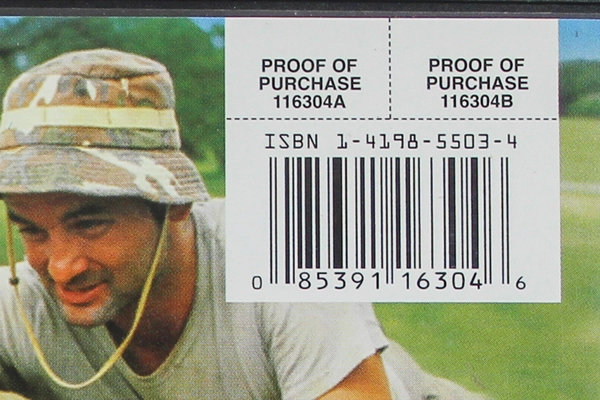 PROOF OF
PURCHASE
116304A
PROOF OF
PURCHASE
116304B
ISBN 1-4198-5503-4
0 85391 16304 6